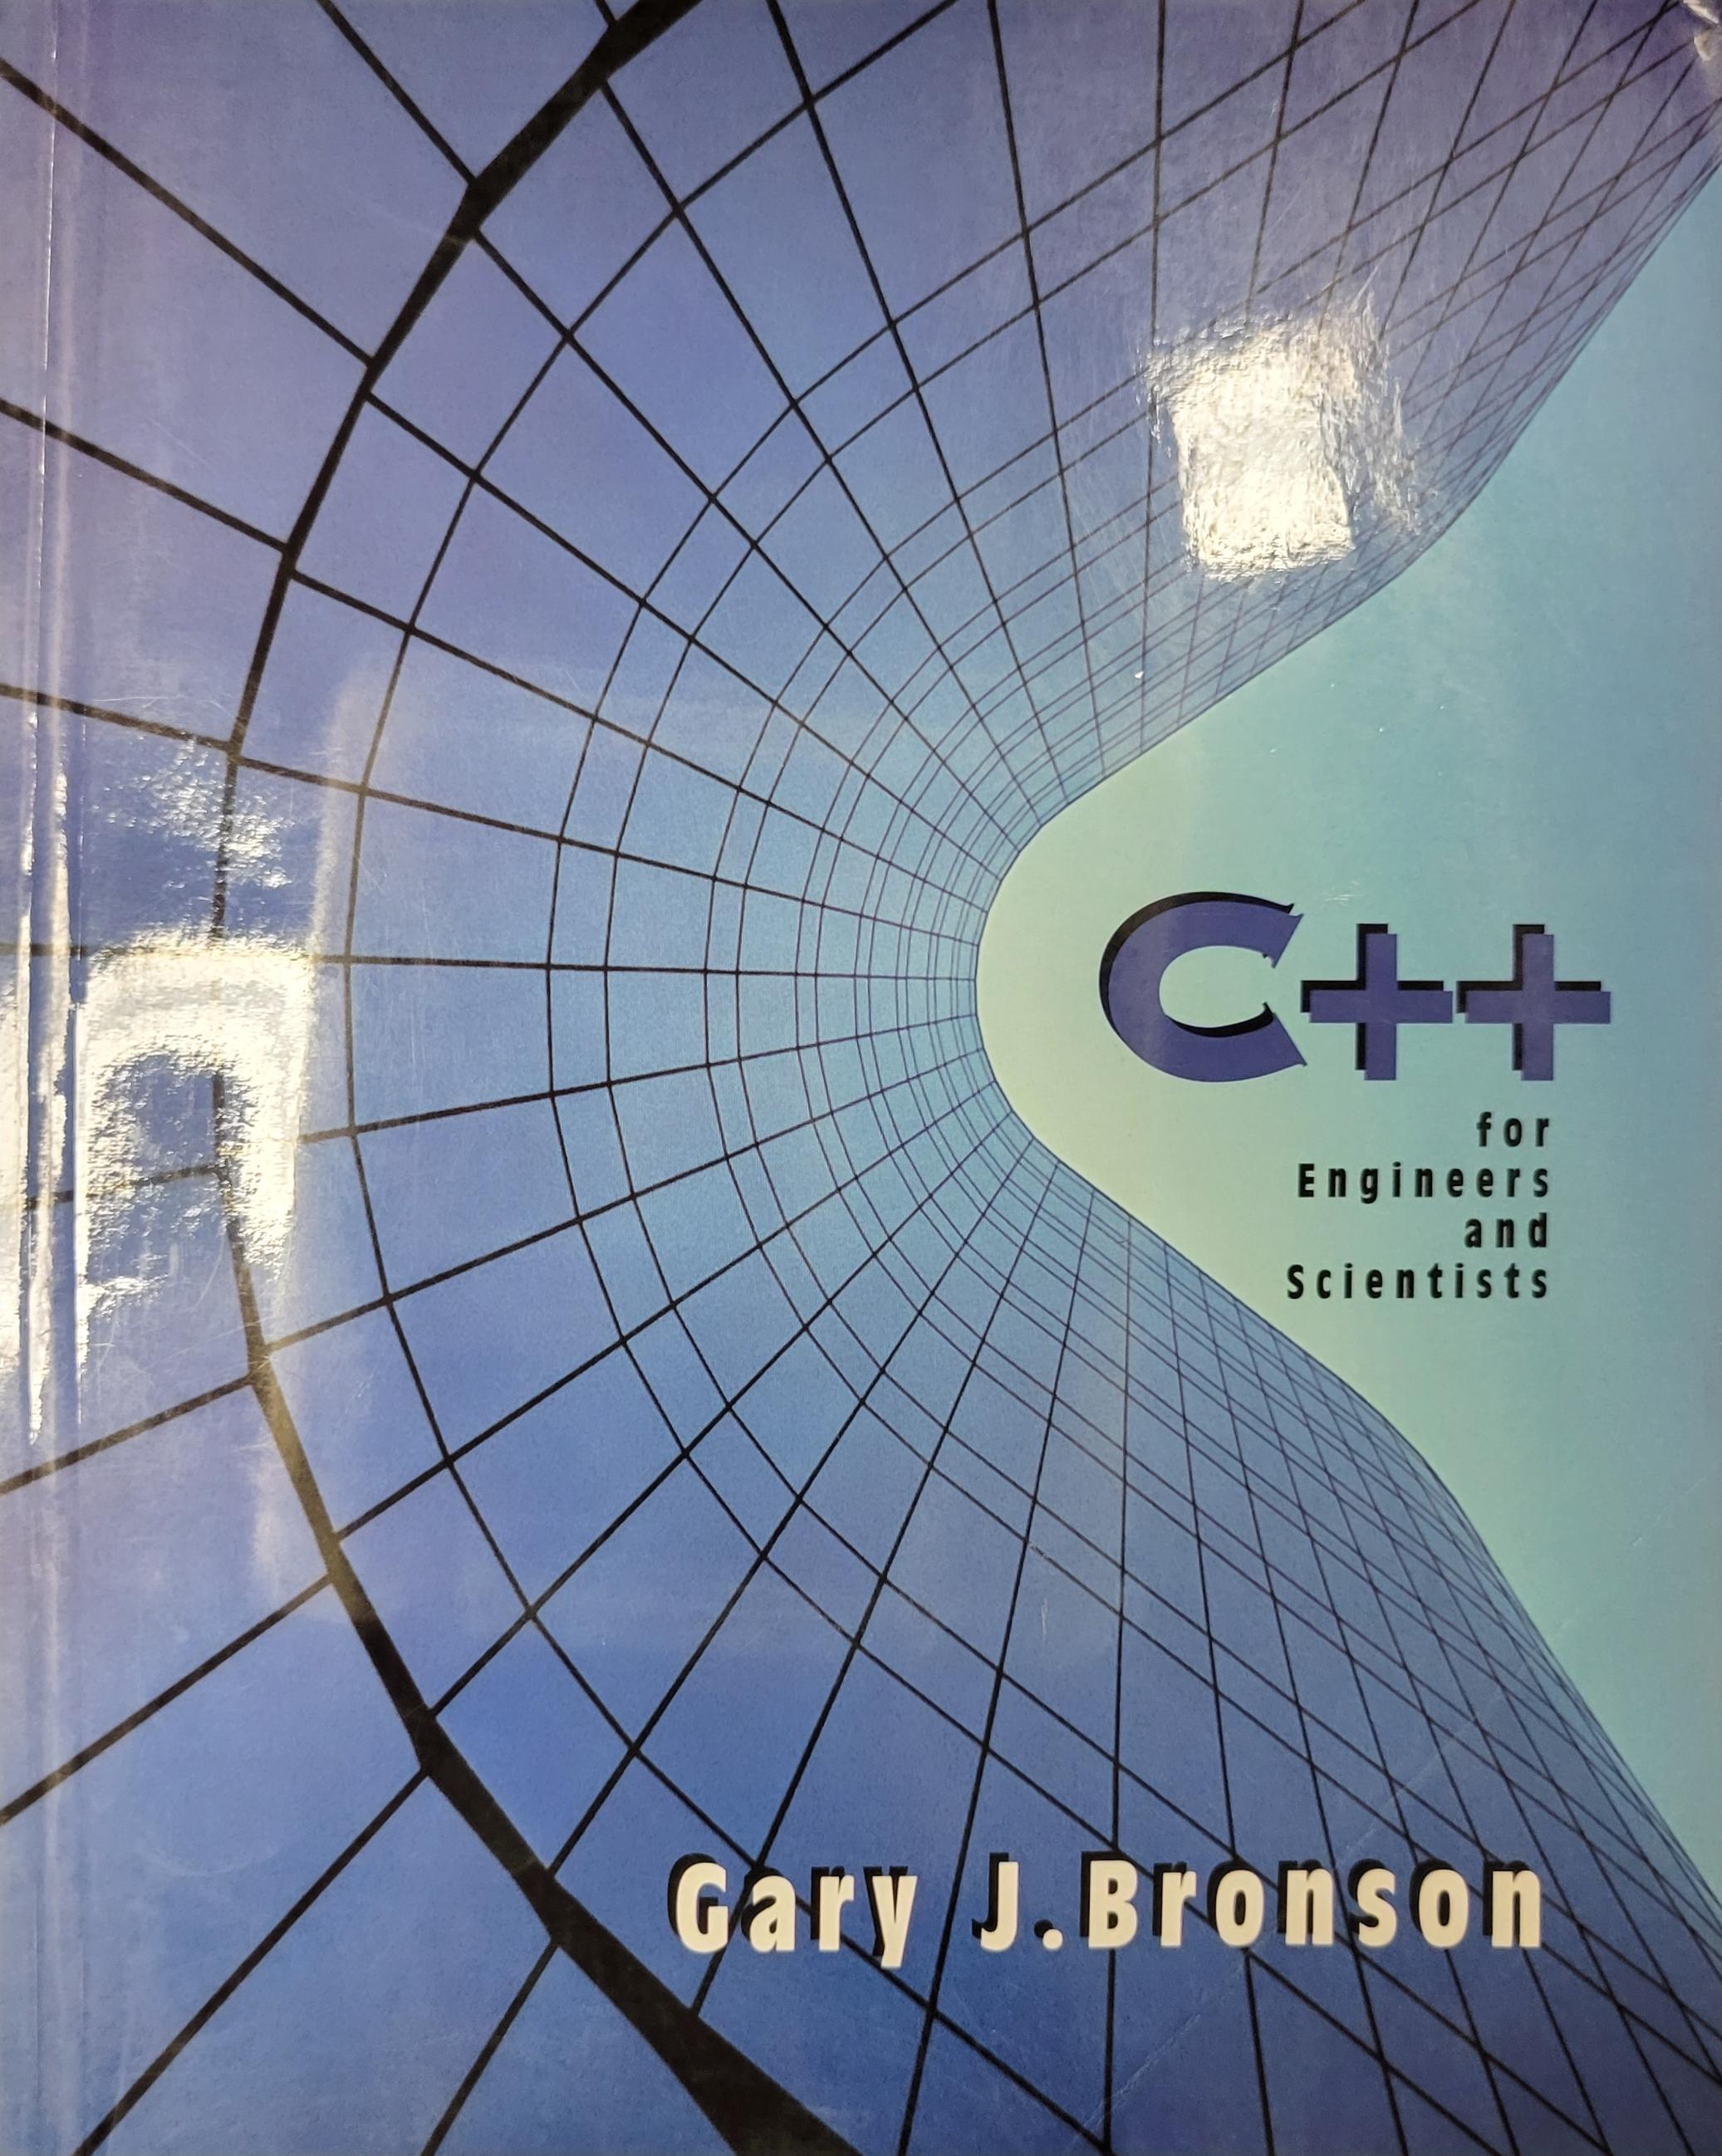 C++
for
Engineers
and
Scientists
Gary J. Bronson